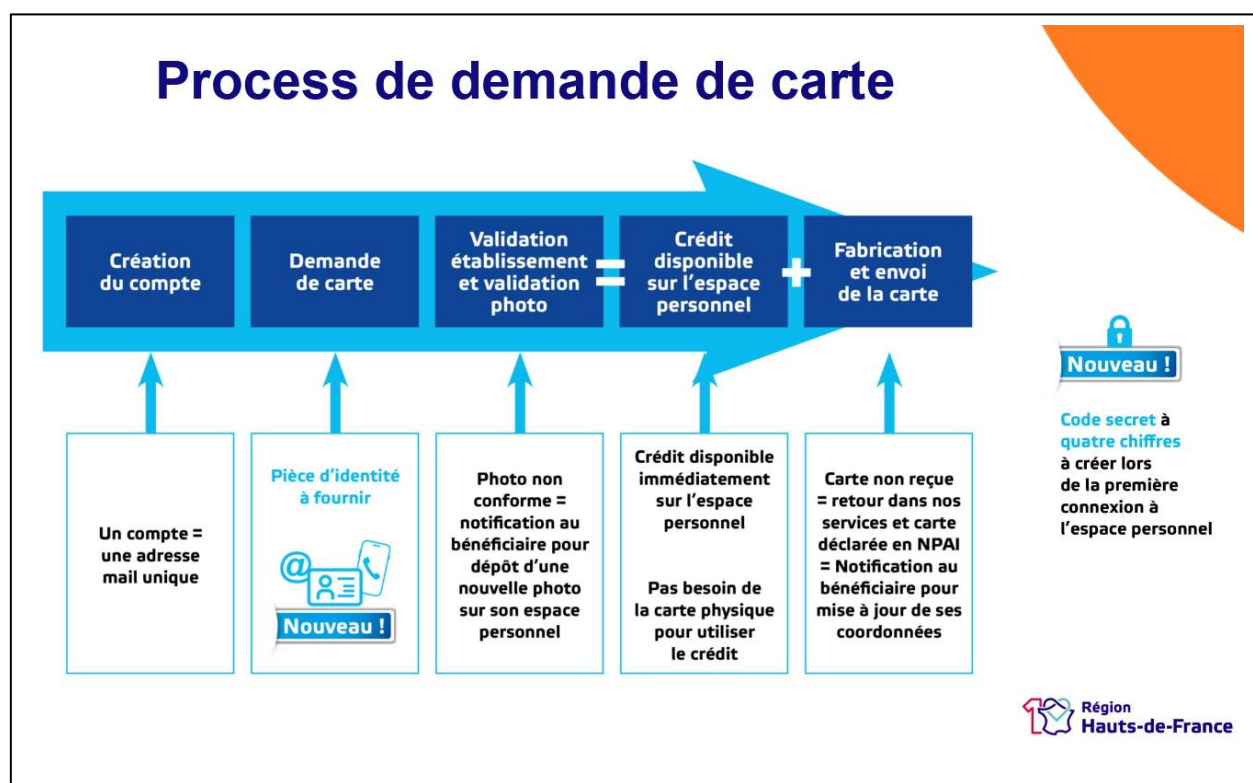 Process de demande de carte
Création
du compte
Demande
de carte
Validation
établissement
et validation
photo
=
Crédit
disponible
sur l'espace
personnel
+
Fabrication
et envoi
de la carte
Un compte =
une adresse
mail unique
Pièce d'identité
à fournir
@
Nouveau !
Photo non
conforme =
notification au
bénéficiaire pour
dépôt d'une
nouvelle photo
sur son espace
personnel
Crédit disponible
immédiatement
sur l'espace
personnel
Pas besoin de
la carte physique
pour utiliser
le crédit
Carte non reçue
= retour dans nos
services et carte
déclarée en NPAI
= Notification au
bénéficiaire pour
mise à jour de ses
coordonnées
Nouveau !
Code secret à
quatre chiffres
à créer lors
de la première
connexion à
l'espace personnel
10
Région
Hauts-de-France